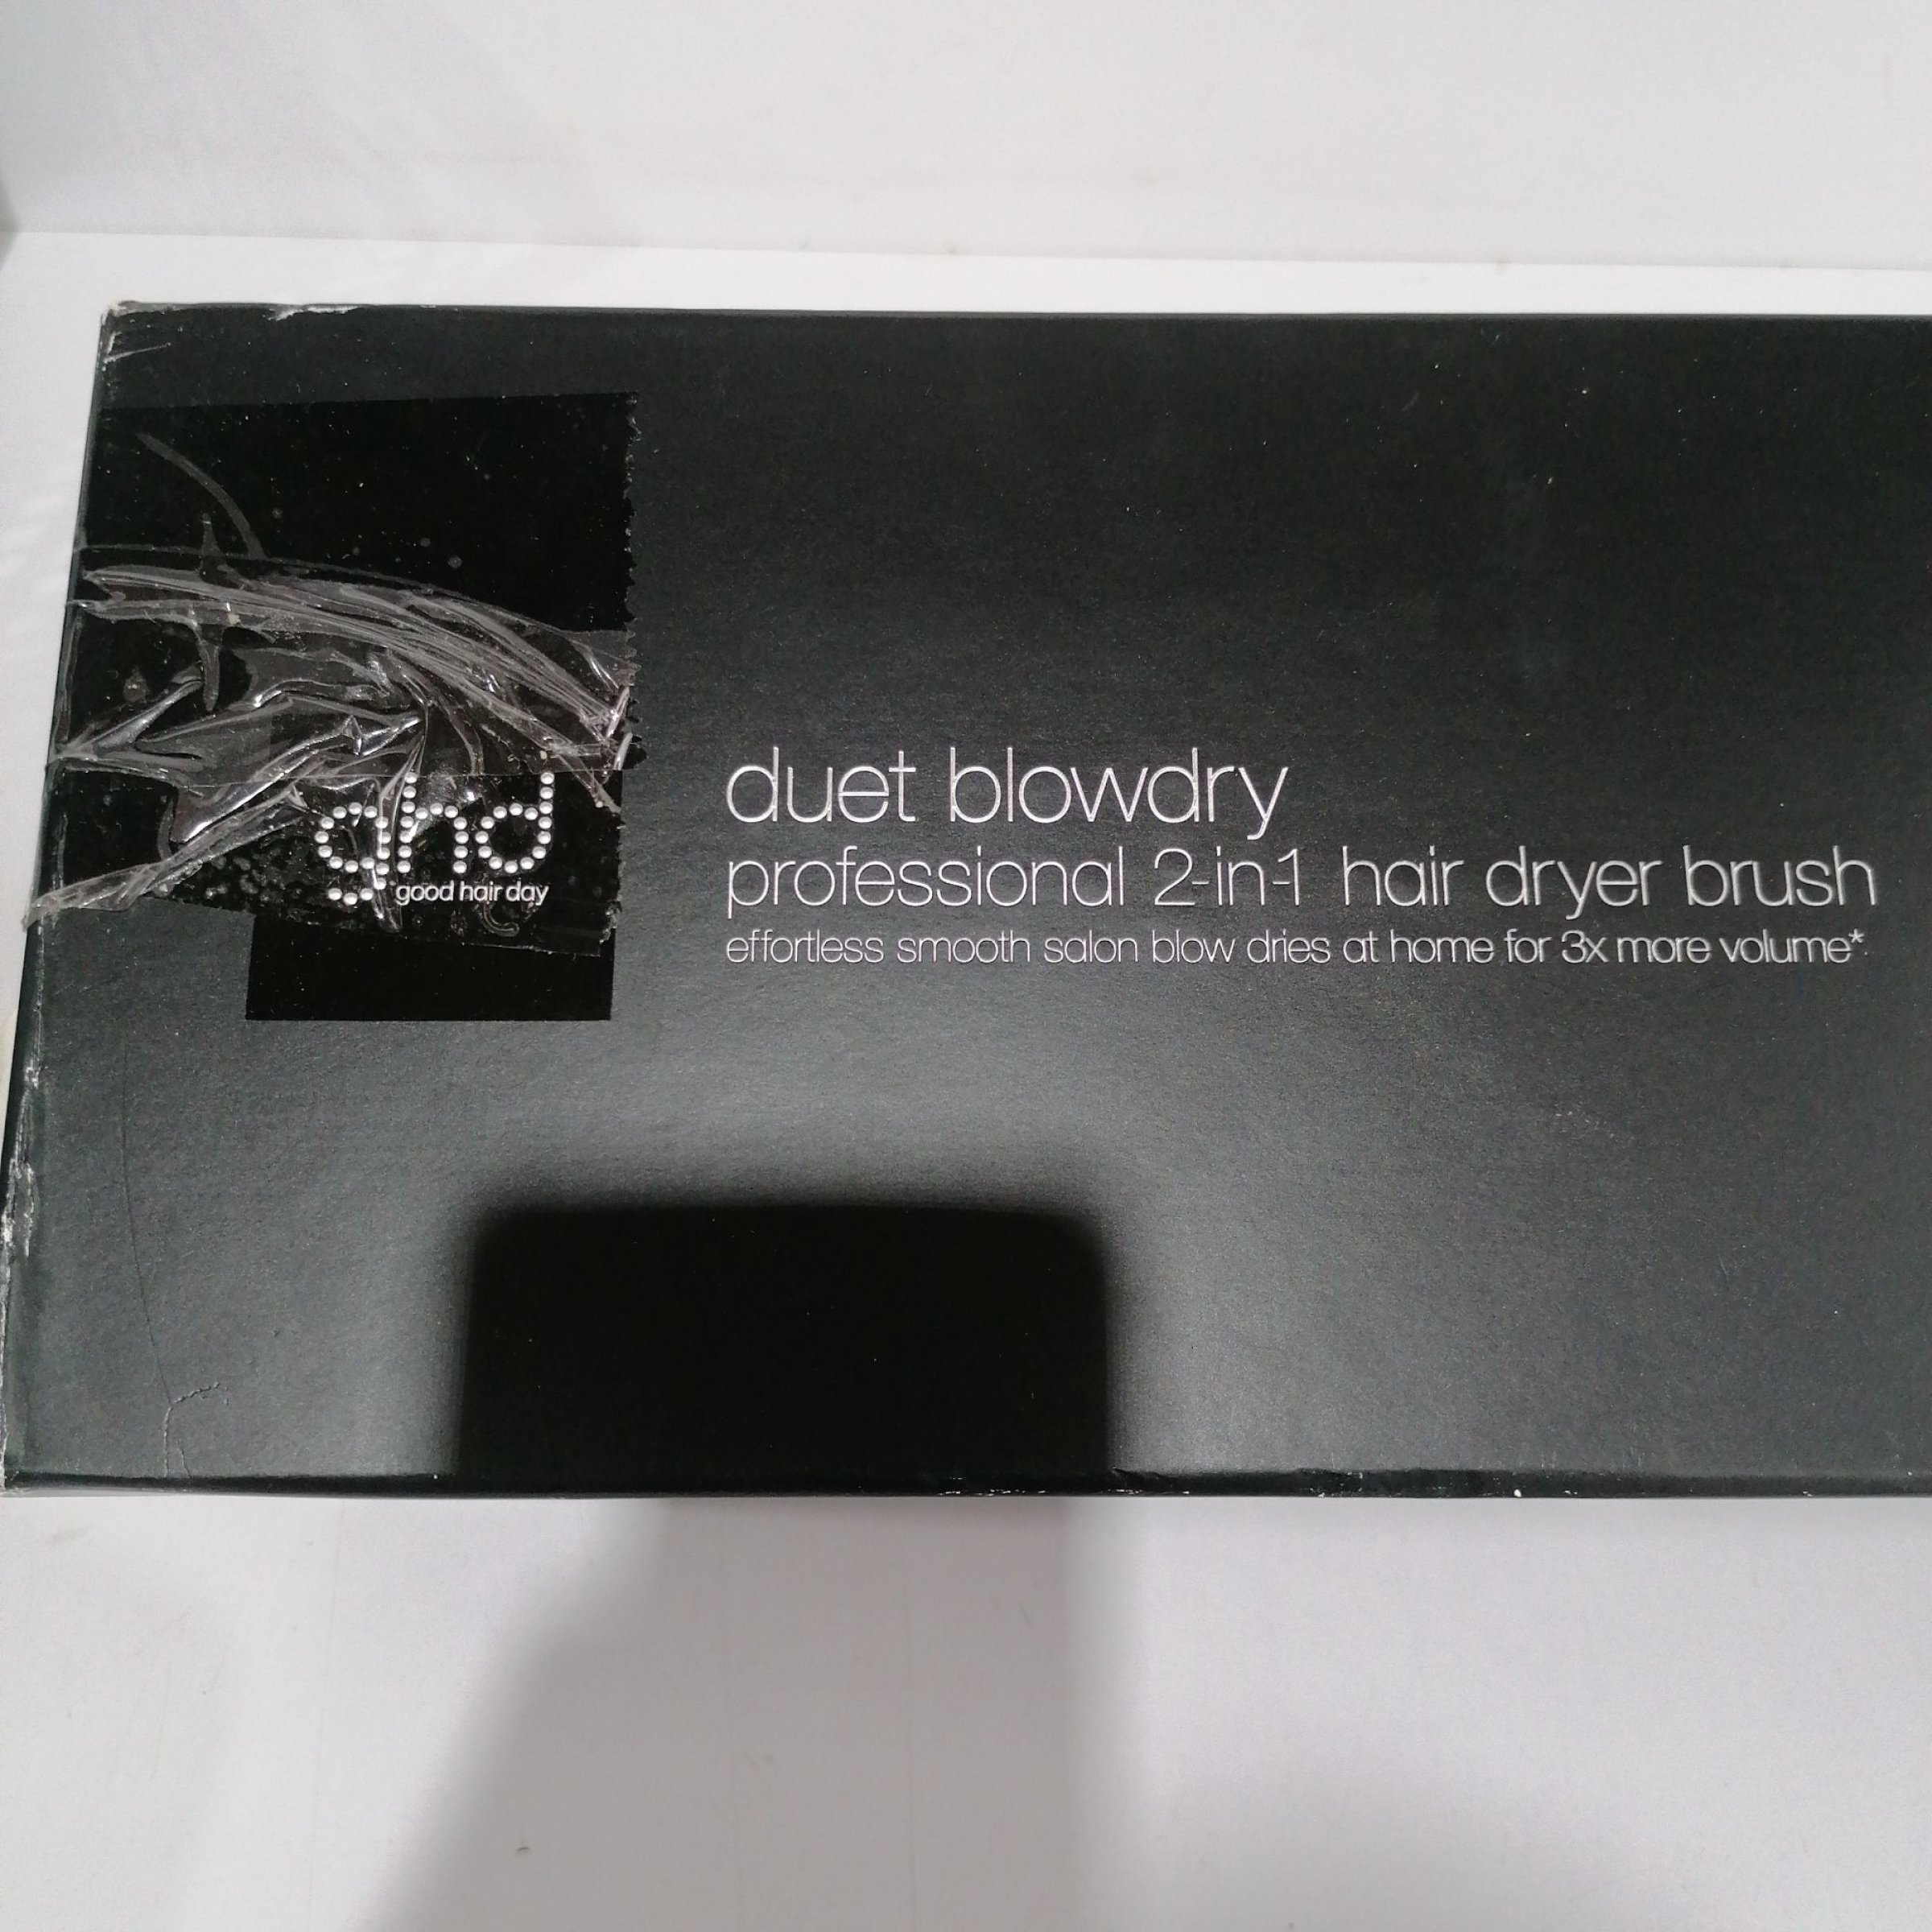 ghd
good hair day
duet blowdry
professional 2-in-1 hair dryer brush
effortless smooth salon blow dries at home for 3x more volume*